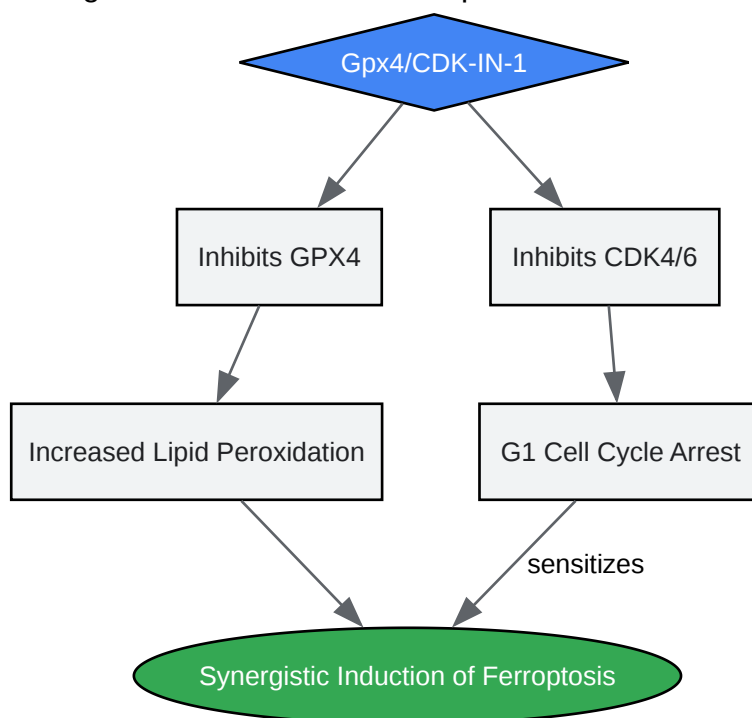 Gpx4/CDK-IN-1
Inhibits GPX4
Inhibits CDK4/6
Increased Lipid Peroxidation
G1 Cell Cycle Arrest
sensitizes
Synergistic Induction of Ferroptosis